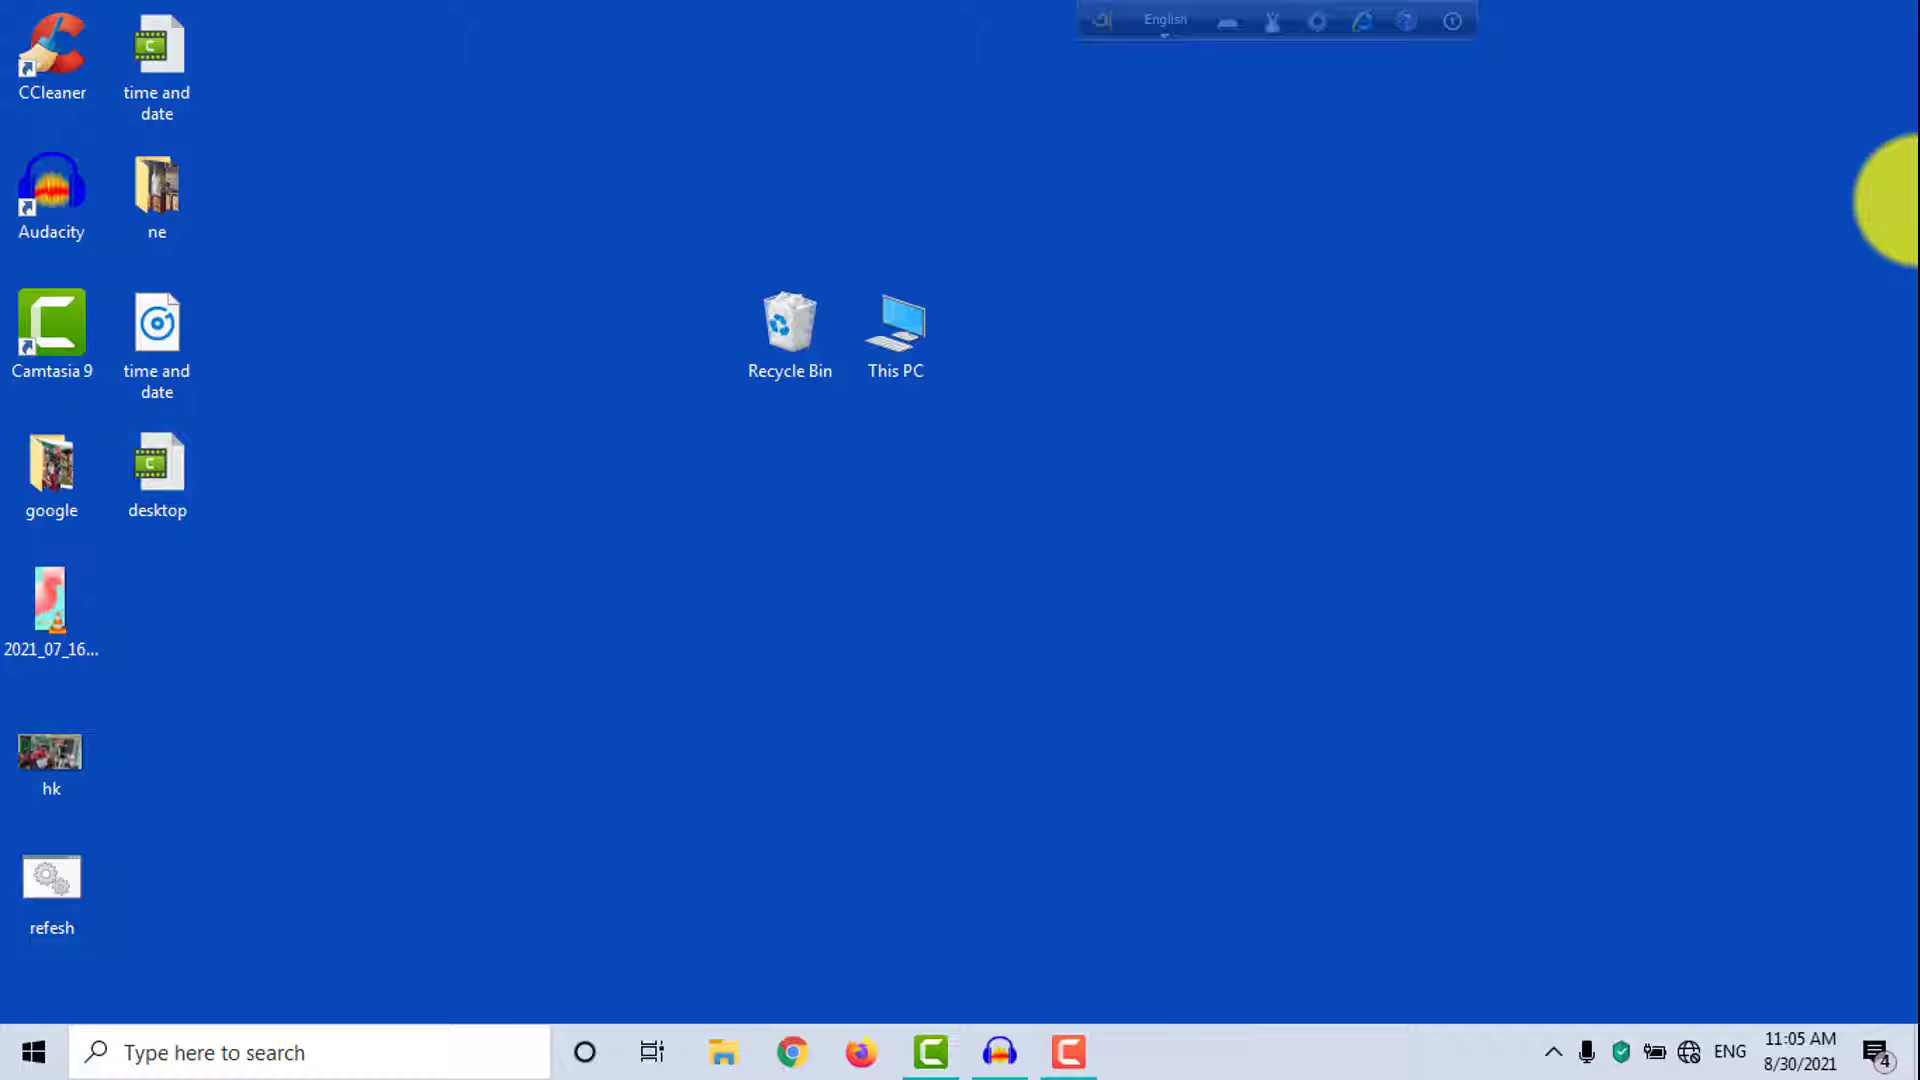 অ English
CCleaner
time and
date
Audacity
ne
Camtasia 9
time and
date
Recycle Bin
This PC
google
desktop
2021_07_16...
hk
refesh
Type here to search
ENG
11:05 AM
8/30/2021
4